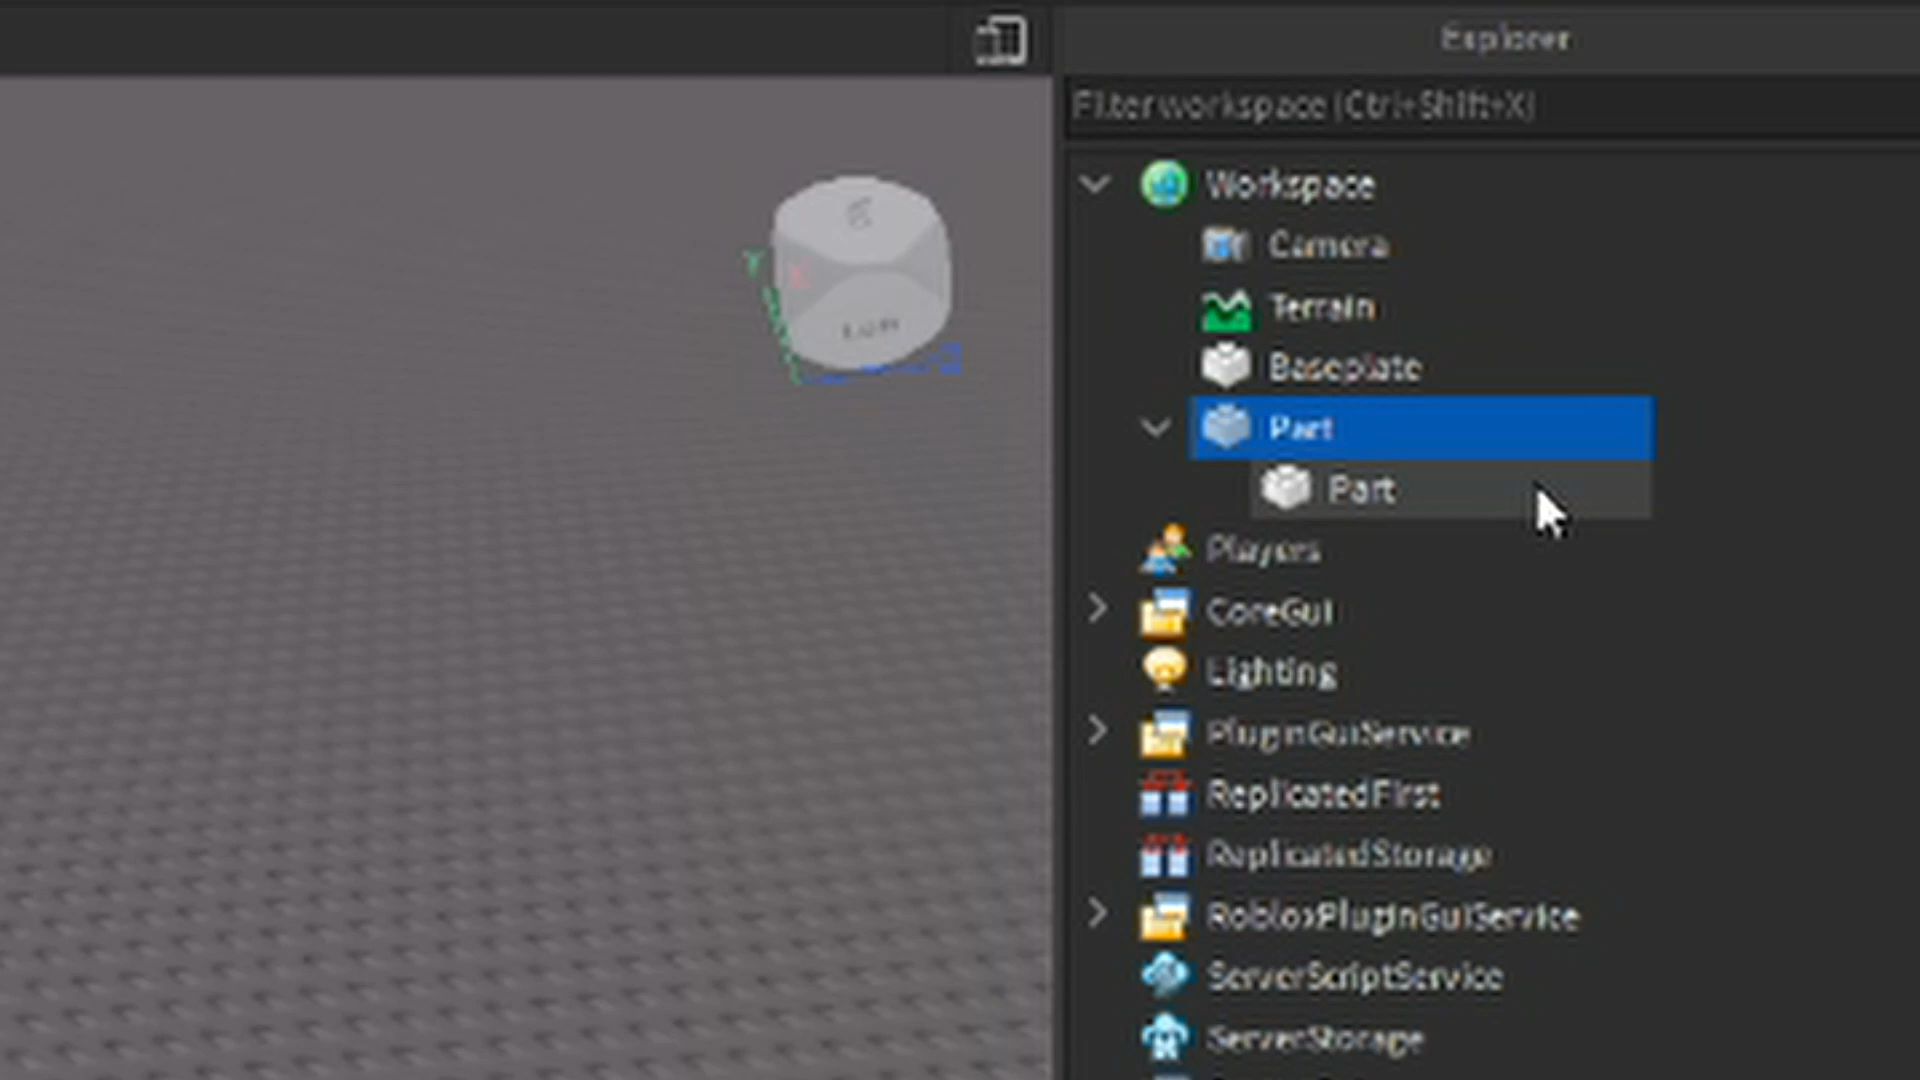 Explorer
Filter workspace (Ctrl+Shift+X)
Workspace
Camera
Terrain
Baseplate
Part
Part
Players
CoreGui
Lighting
PluginGuiService
ReplicatedFirst
ReplicatedStorage
RobloxPluginGuiService
ServerScriptService
ServerStorage
Y
X
Z